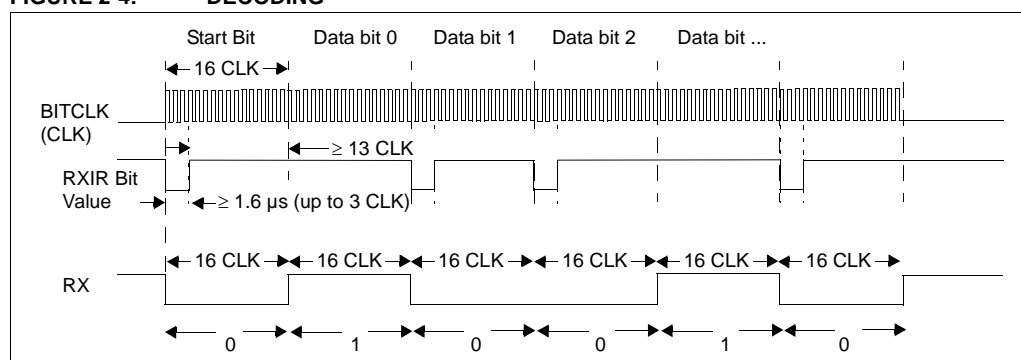 FIGURE 2-4: DECODING
Start Bit Data bit 0 Data bit 1 Data bit 2 Data bit ...
16 CLK
BITCLK
(CLK)
≥ 13 CLK
RXIR Bit
Value
≥ 1.6 µs (up to 3 CLK)
16 CLK 16 CLK 16 CLK 16 CLK 16 CLK 16 CLK
RX
0 1 0 0 1 0